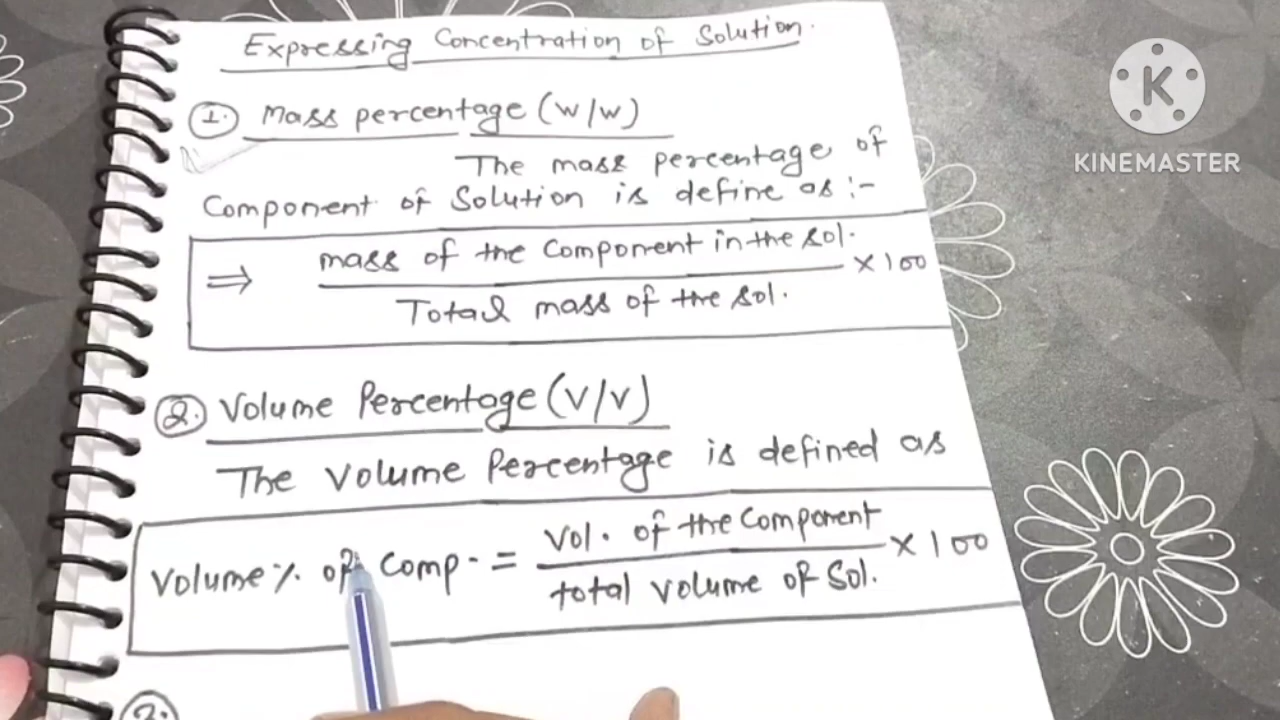 Expressing Concentration of Solution.
1. Mass percentage (w/w)
The mass percentage of
Component of Solution is define as :-
⇒ mass of the Component in the sol.
× 100
Total mass of the sol.
2. Volume Percentage (V/V)
The Volume Percentage is defined as
Vol. of the Component
Volume % of Comp. = × 100
total volume of Sol.
3.
K
KINEMASTER